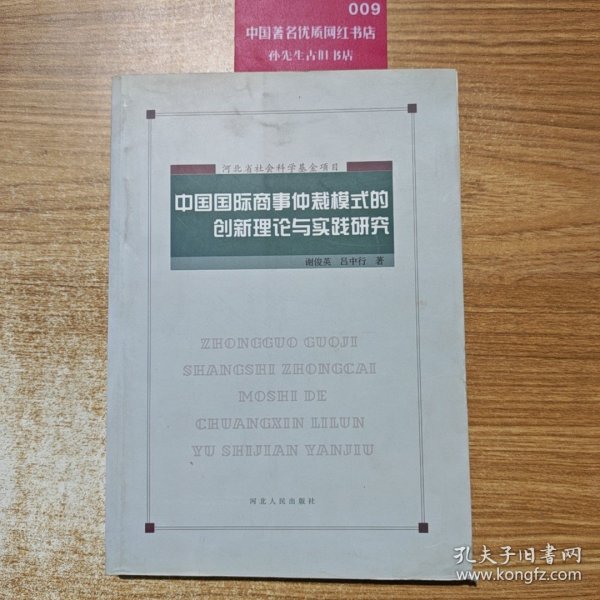 009
中国著名优质网红书店
孙先生古旧书店
河北省社会科学基金项目
中国国际商事仲裁模式的
创新理论与实践研究
谢俊英 吕中行 著
ZHONGGUO GUOJI
SHANGSHI ZHONGCAI
MOSHI DE
CHUANGXIN LILUN
YU SHIJIAN YANJIU
河北人民出版社
孔夫子旧书网
www.kongfz.com